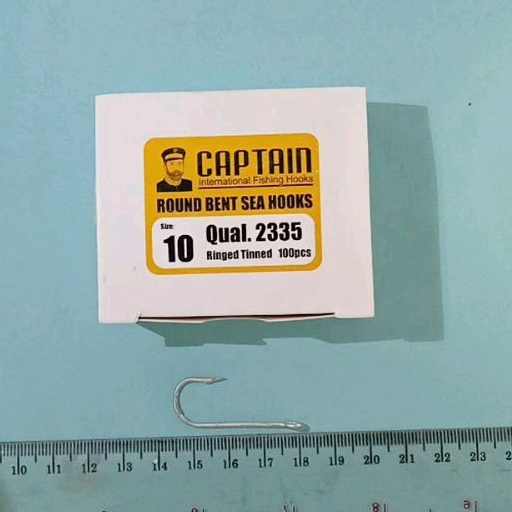 CAPTAIN
International Fishing Hooks
ROUND BENT SEA HOOKS
Size:
10
Qual. 2335
Ringed Tinned 100pcs
10 11 12 13 14 15 16 17 18 19 20 21 22 23